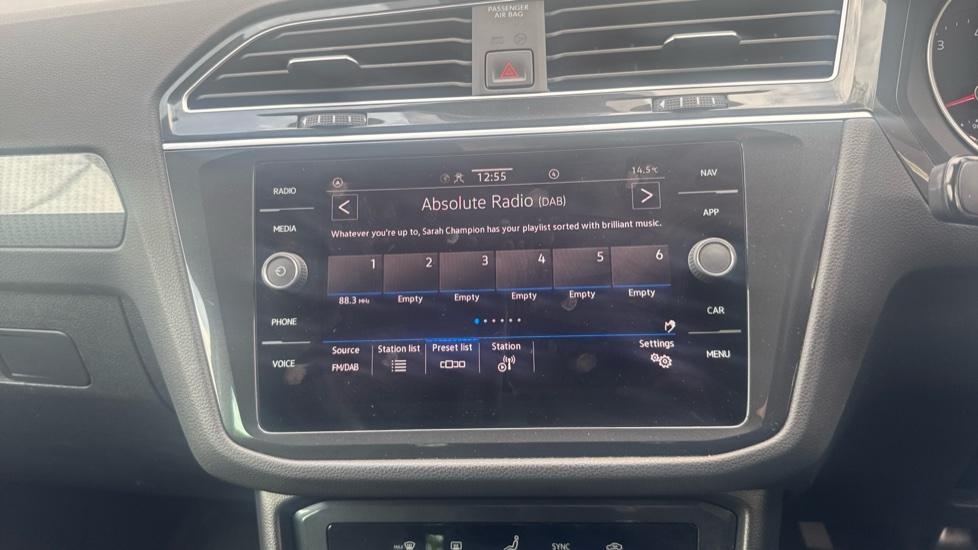 PASSENGER
AIR BAG
3
RADIO
12:55
14.5°C
NAV
MEDIA
Absolute Radio (DAB)
APP
Whatever you're up to, Sarah Champion has your playlist sorted with brilliant music.
1 2 3 4 5 6
88.3 MHz Empty Empty Empty Empty Empty
PHONE
CAR
VOICE
MENU
Source Station list Preset list Station Settings
FM/DAB
SYNC